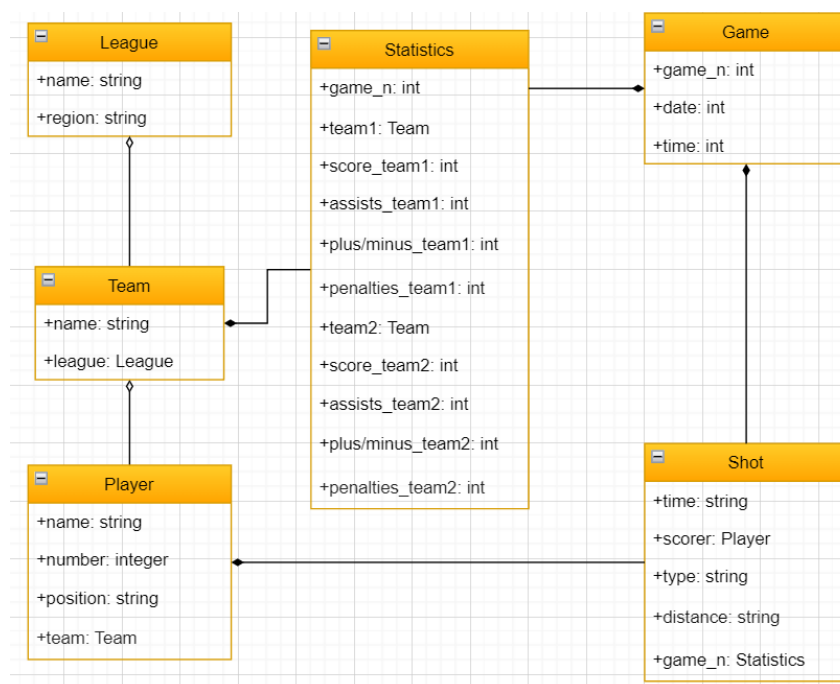 League
+name: string
+region: string
Statistics
+game_n: int
+team1: Team
+score_team1: int
+assists_team1: int
+plus/minus_team1: int
+penalties_team1: int
+team2: Team
+score_team2: int
+assists_team2: int
+plus/minus_team2: int
+penalties_team2: int
Game
+game_n: int
+date: int
+time: int
Team
+name: string
+league: League
Player
+name: string
+number: integer
+position: string
+team: Team
Shot
+time: string
+scorer: Player
+type: string
+distance: string
+game_n: Statistics